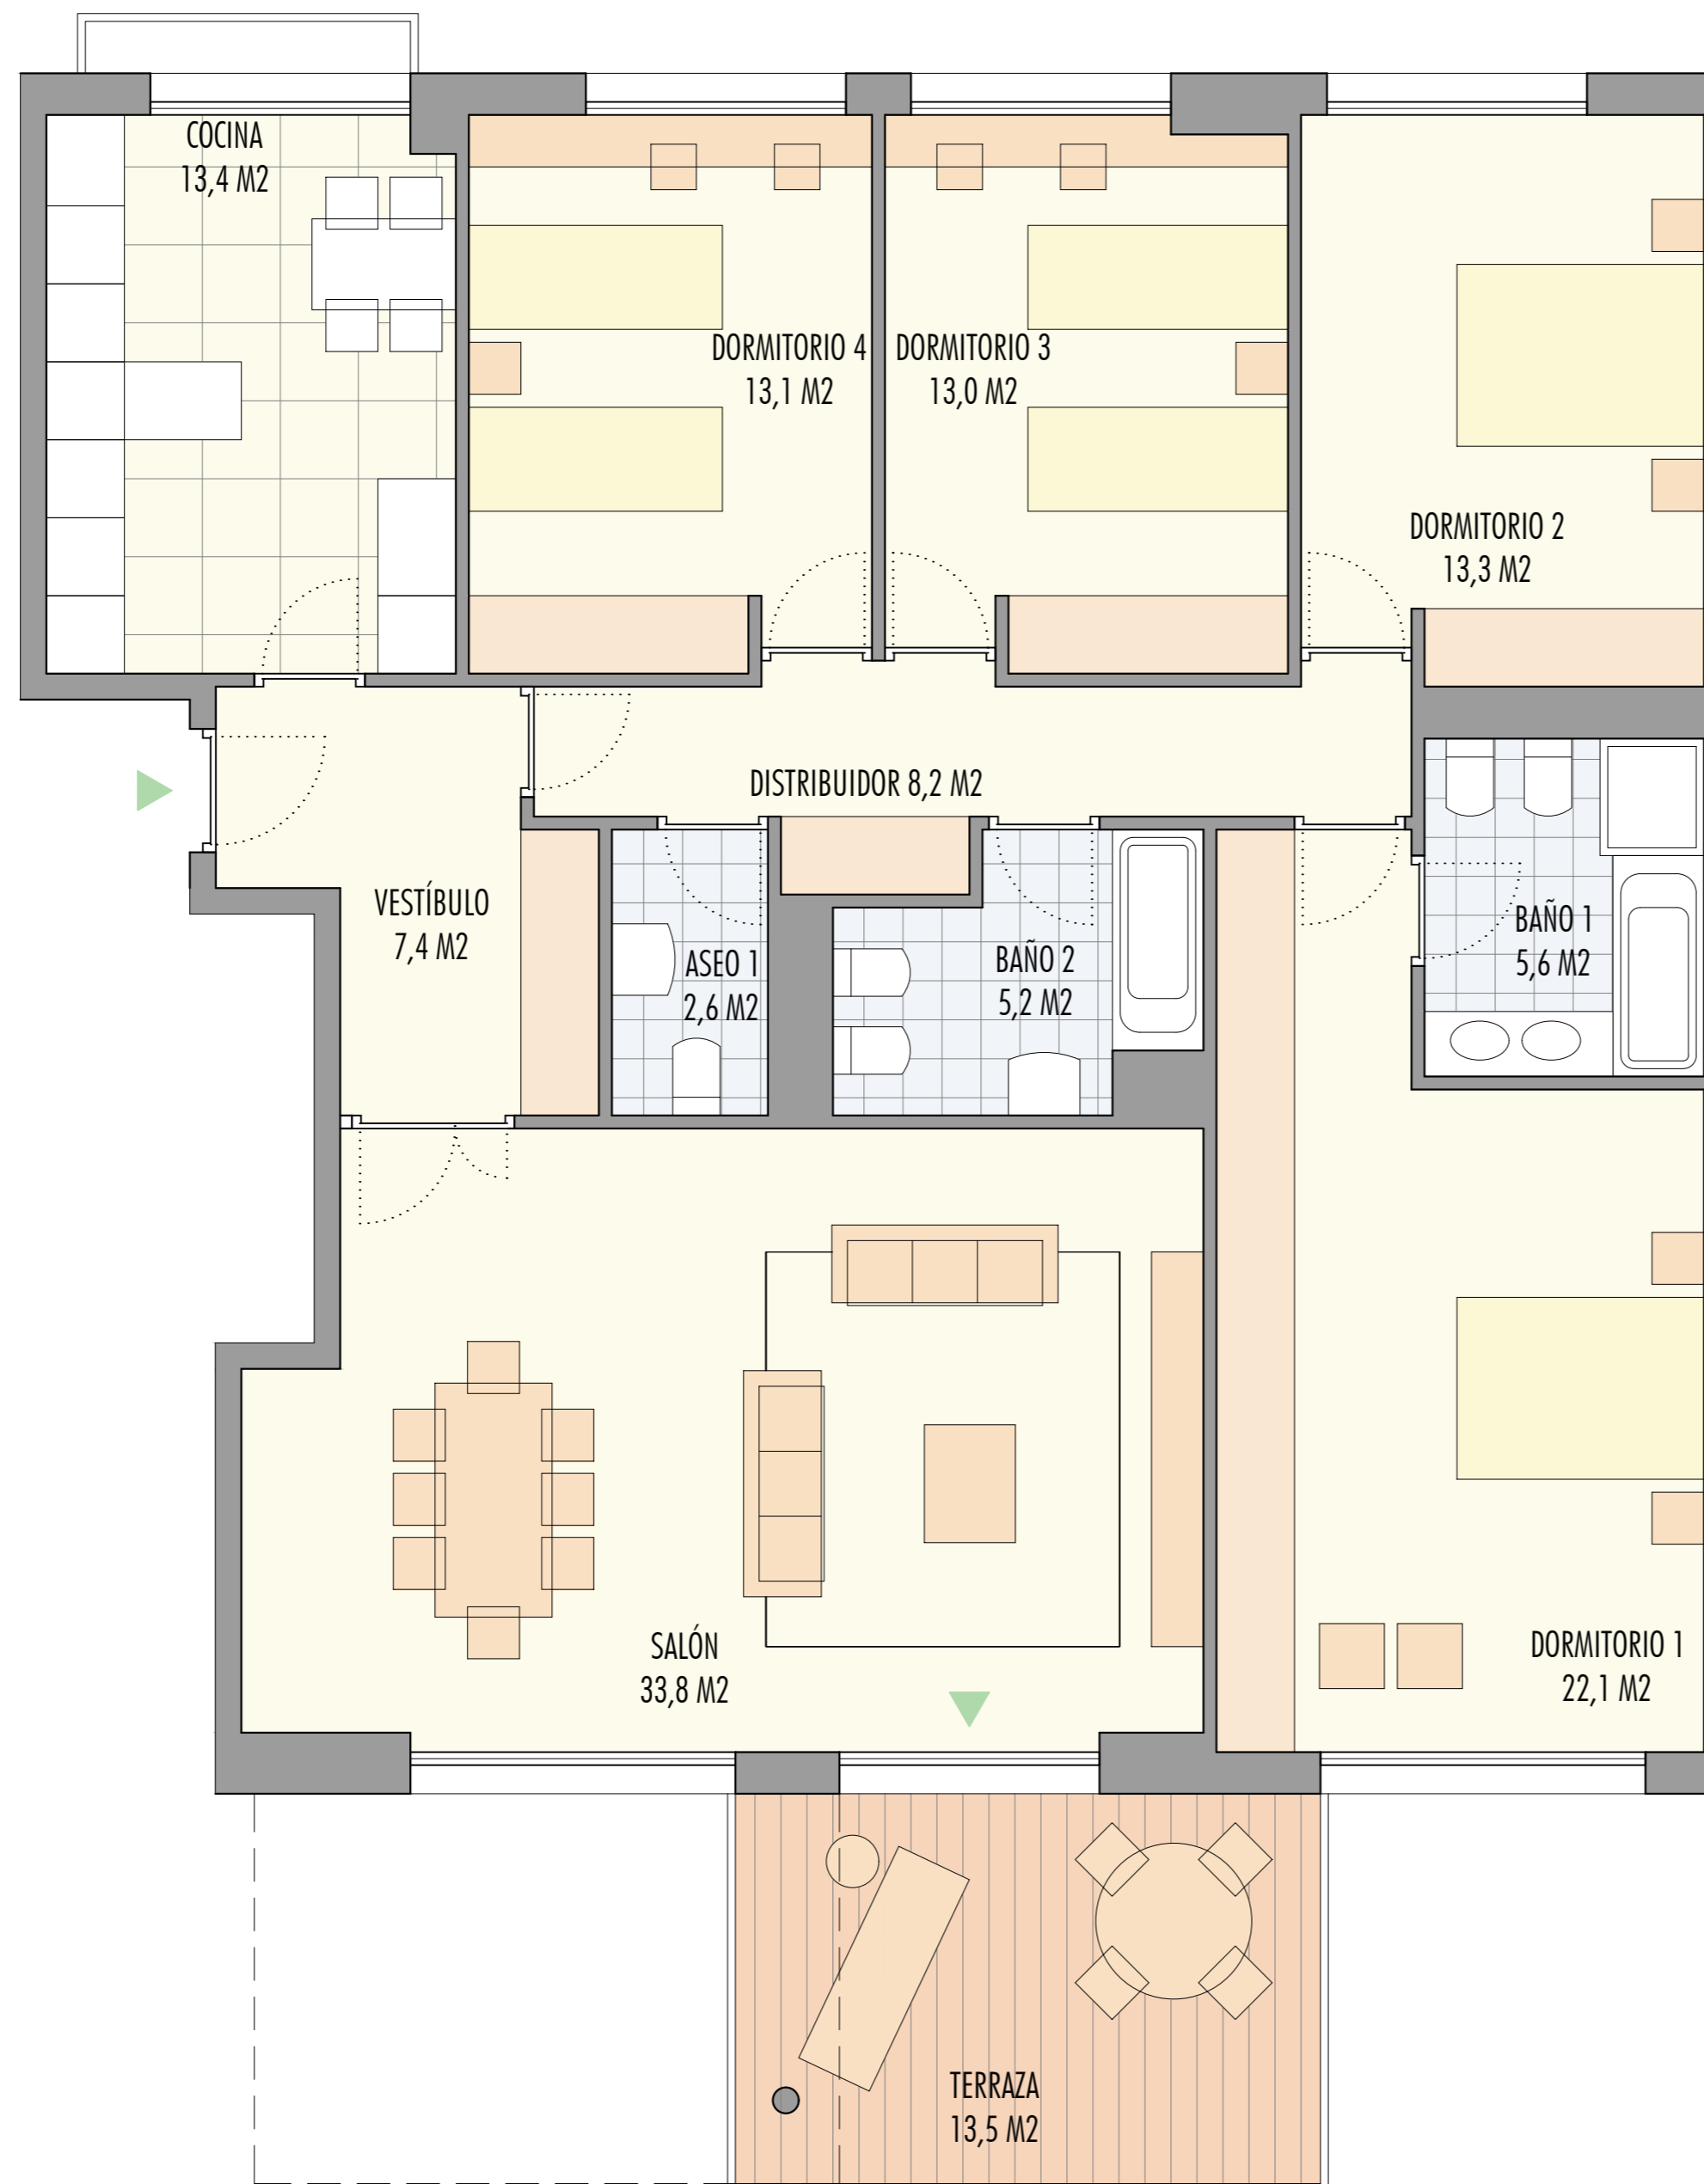 COCINA
13,4 M2
DORMITORIO 4
13,1 M2
DORMITORIO 3
13,0 M2
DORMITORIO 2
13,3 M2
DISTRIBUIDOR 8,2 M2
VESTÍBULO
7,4 M2
ASEO 1
2,6 M2
BAÑO 2
5,2 M2
BAÑO 1
5,6 M2
SALÓN
33,8 M2
DORMITORIO 1
22,1 M2
TERRAZA
13,5 M2